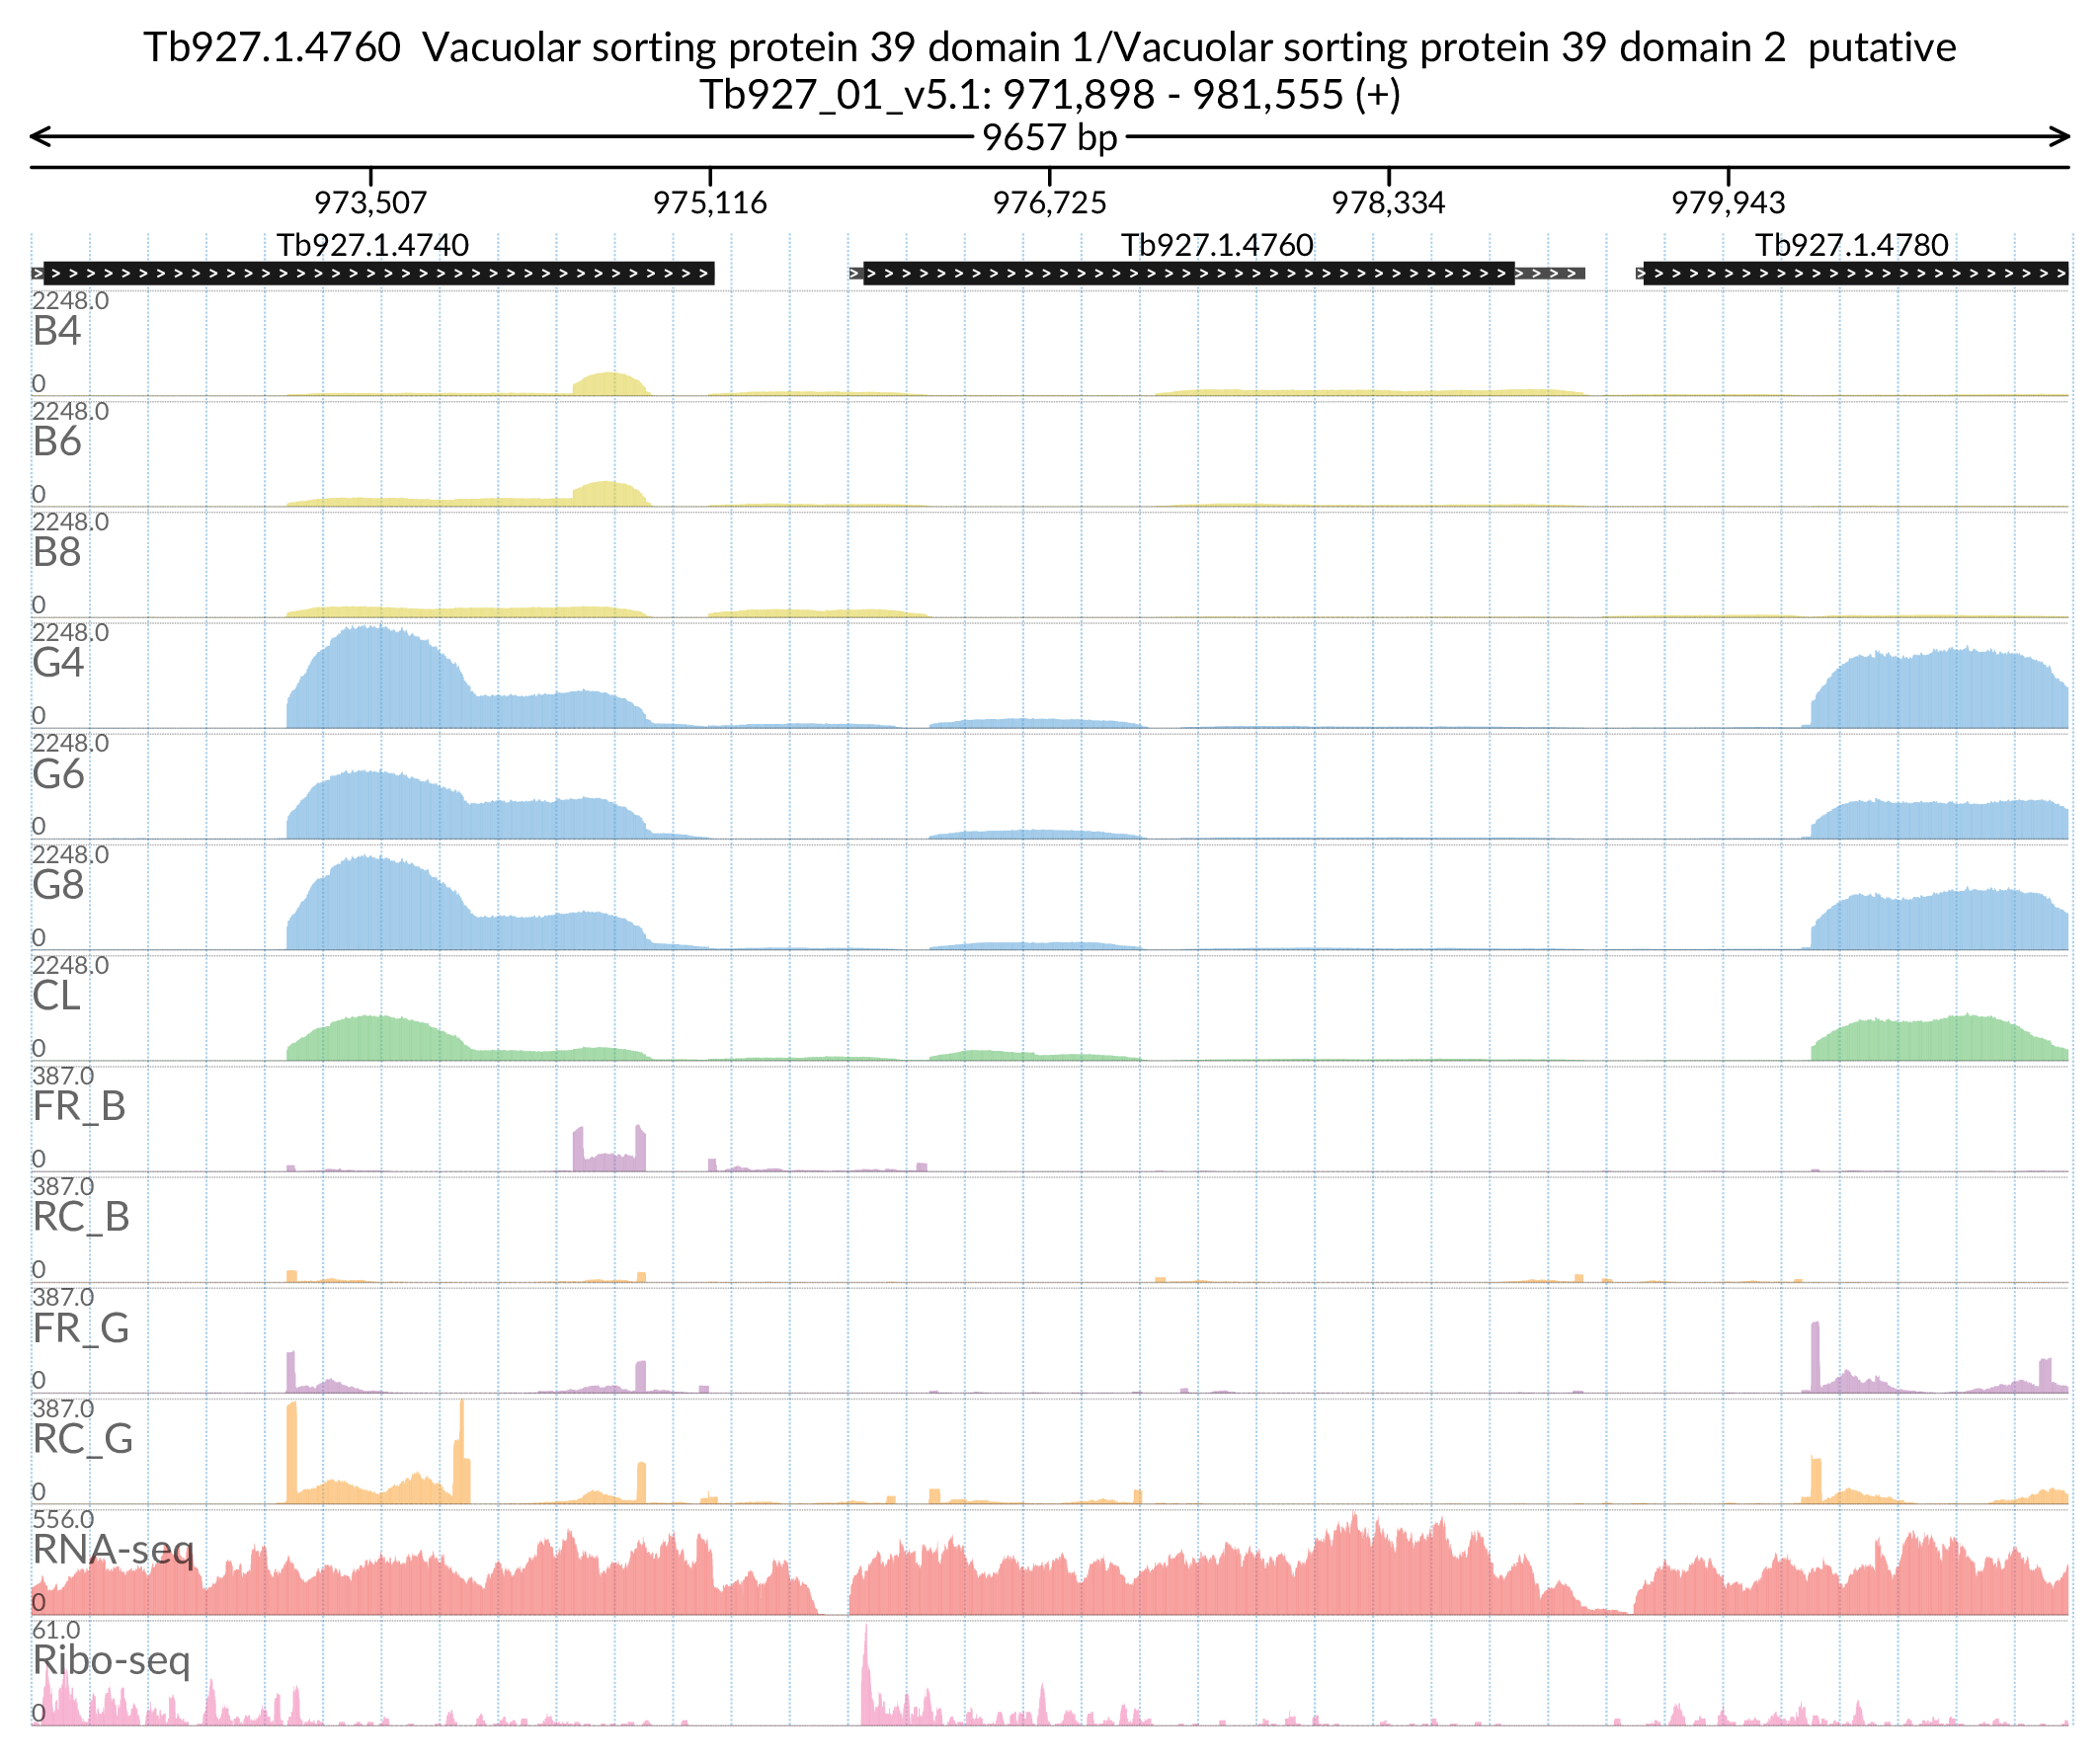 Tb927.1.4760  Vacuolar sorting protein 39 domain 1/Vacuolar sorting protein 39 domain 2  putative
Tb927_01_v5.1: 971,898 - 981,555 (+)
9657 bp
973,507 975,116 976,725 978,334 979,943
Tb927.1.4740 Tb927.1.4760 Tb927.1.4780
2248.0
B4
0
2248.0
B6
0
2248.0
B8
0
2248.0
G4
0
2248.0
G6
0
2248.0
G8
0
2248.0
CL
0
387.0
FR_B
0
387.0
RC_B
0
387.0
FR_G
0
387.0
RC_G
0
556.0
RNA-seq
0
61.0
Ribo-seq
0